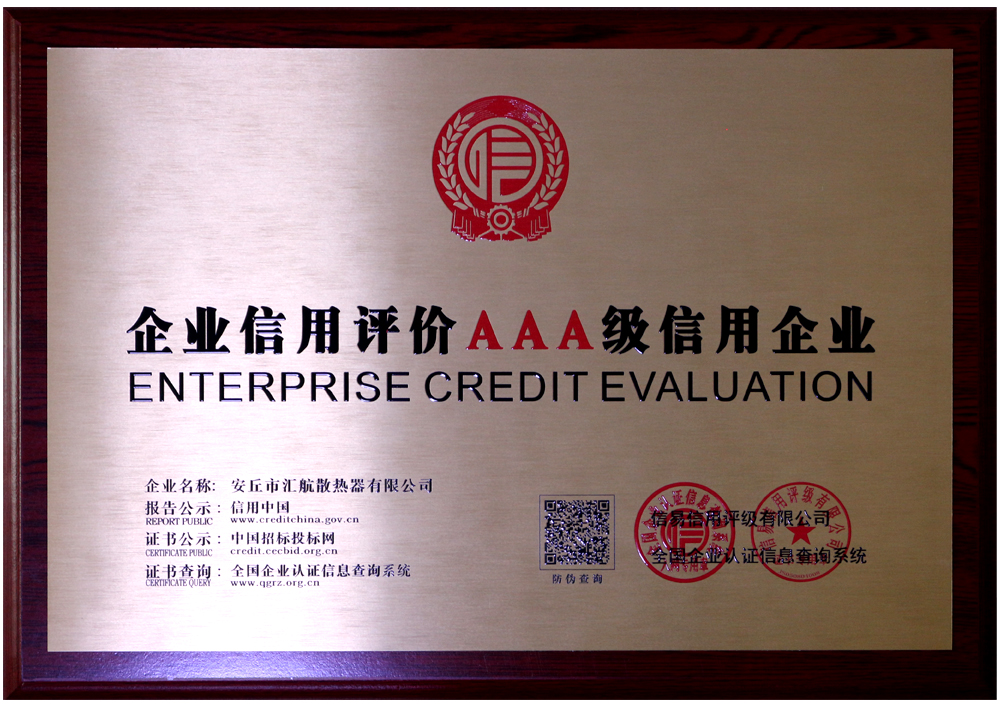 信
企业信用评价AAA级信用企业
ENTERPRISE CREDIT EVALUATION
企业名称: 安丘市汇航散热器有限公司
报告公示: 信用中国
REPORT PUBLIC www.creditchina.gov.cn
证书公示: 中国招标投标网
CERTIFICATE PUBLIC credit.cecbid.org.cn
证书查询: 全国企业认证信息查询系统
CERTIFICATE QUERY www.qgrz.org.cn
防伪查询
信易信用评级有限公司
全国企业认证信息查询系统